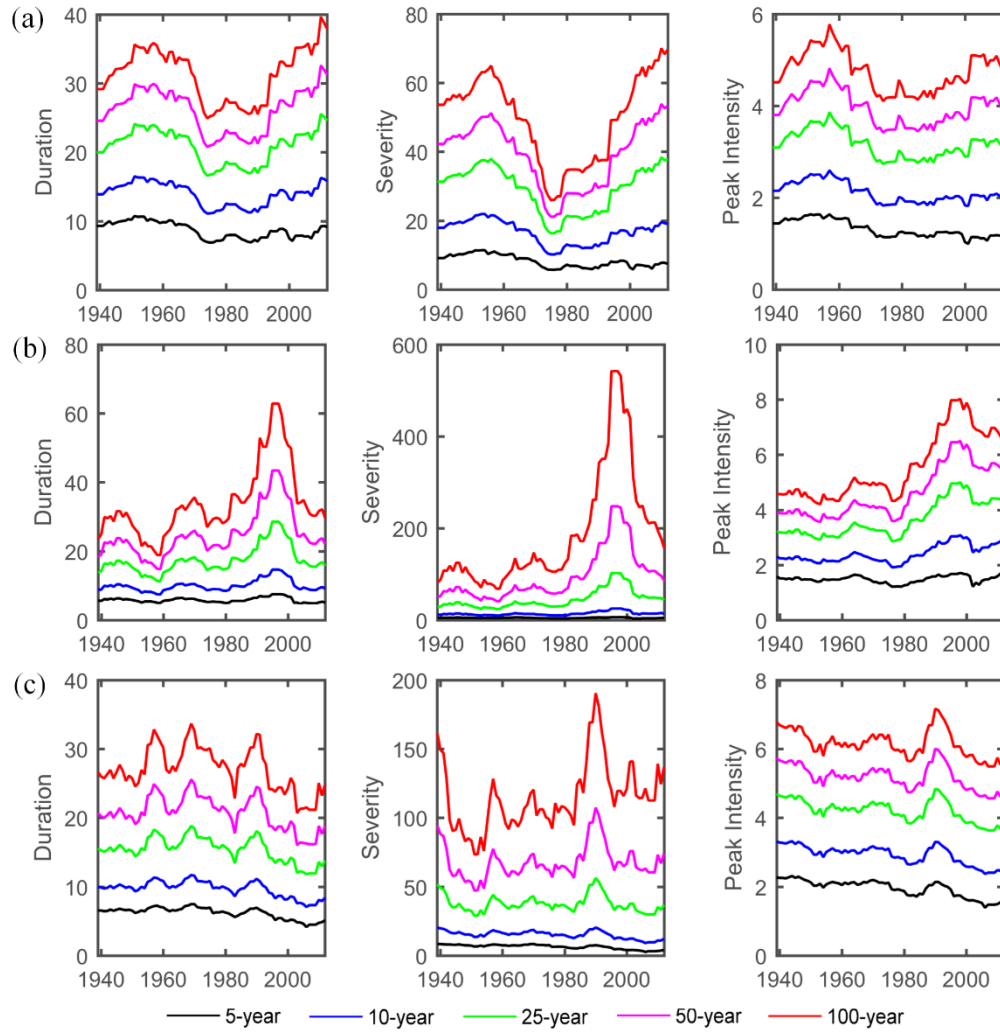 (a)
Duration
40
30
20
10
0
1940 1960 1980 2000
Severity
80
60
40
20
0
1940 1960 1980 2000
Peak Intensity
6
4
2
0
1940 1960 1980 2000
(b)
Duration
80
60
40
20
0
1940 1960 1980 2000
Severity
600
400
200
0
1940 1960 1980 2000
Peak Intensity
10
8
6
4
2
0
1940 1960 1980 2000
(c)
Duration
40
30
20
10
0
1940 1960 1980 2000
Severity
200
150
100
50
0
1940 1960 1980 2000
Peak Intensity
8
6
4
2
0
1940 1960 1980 2000
5-year 10-year 25-year 50-year 100-year